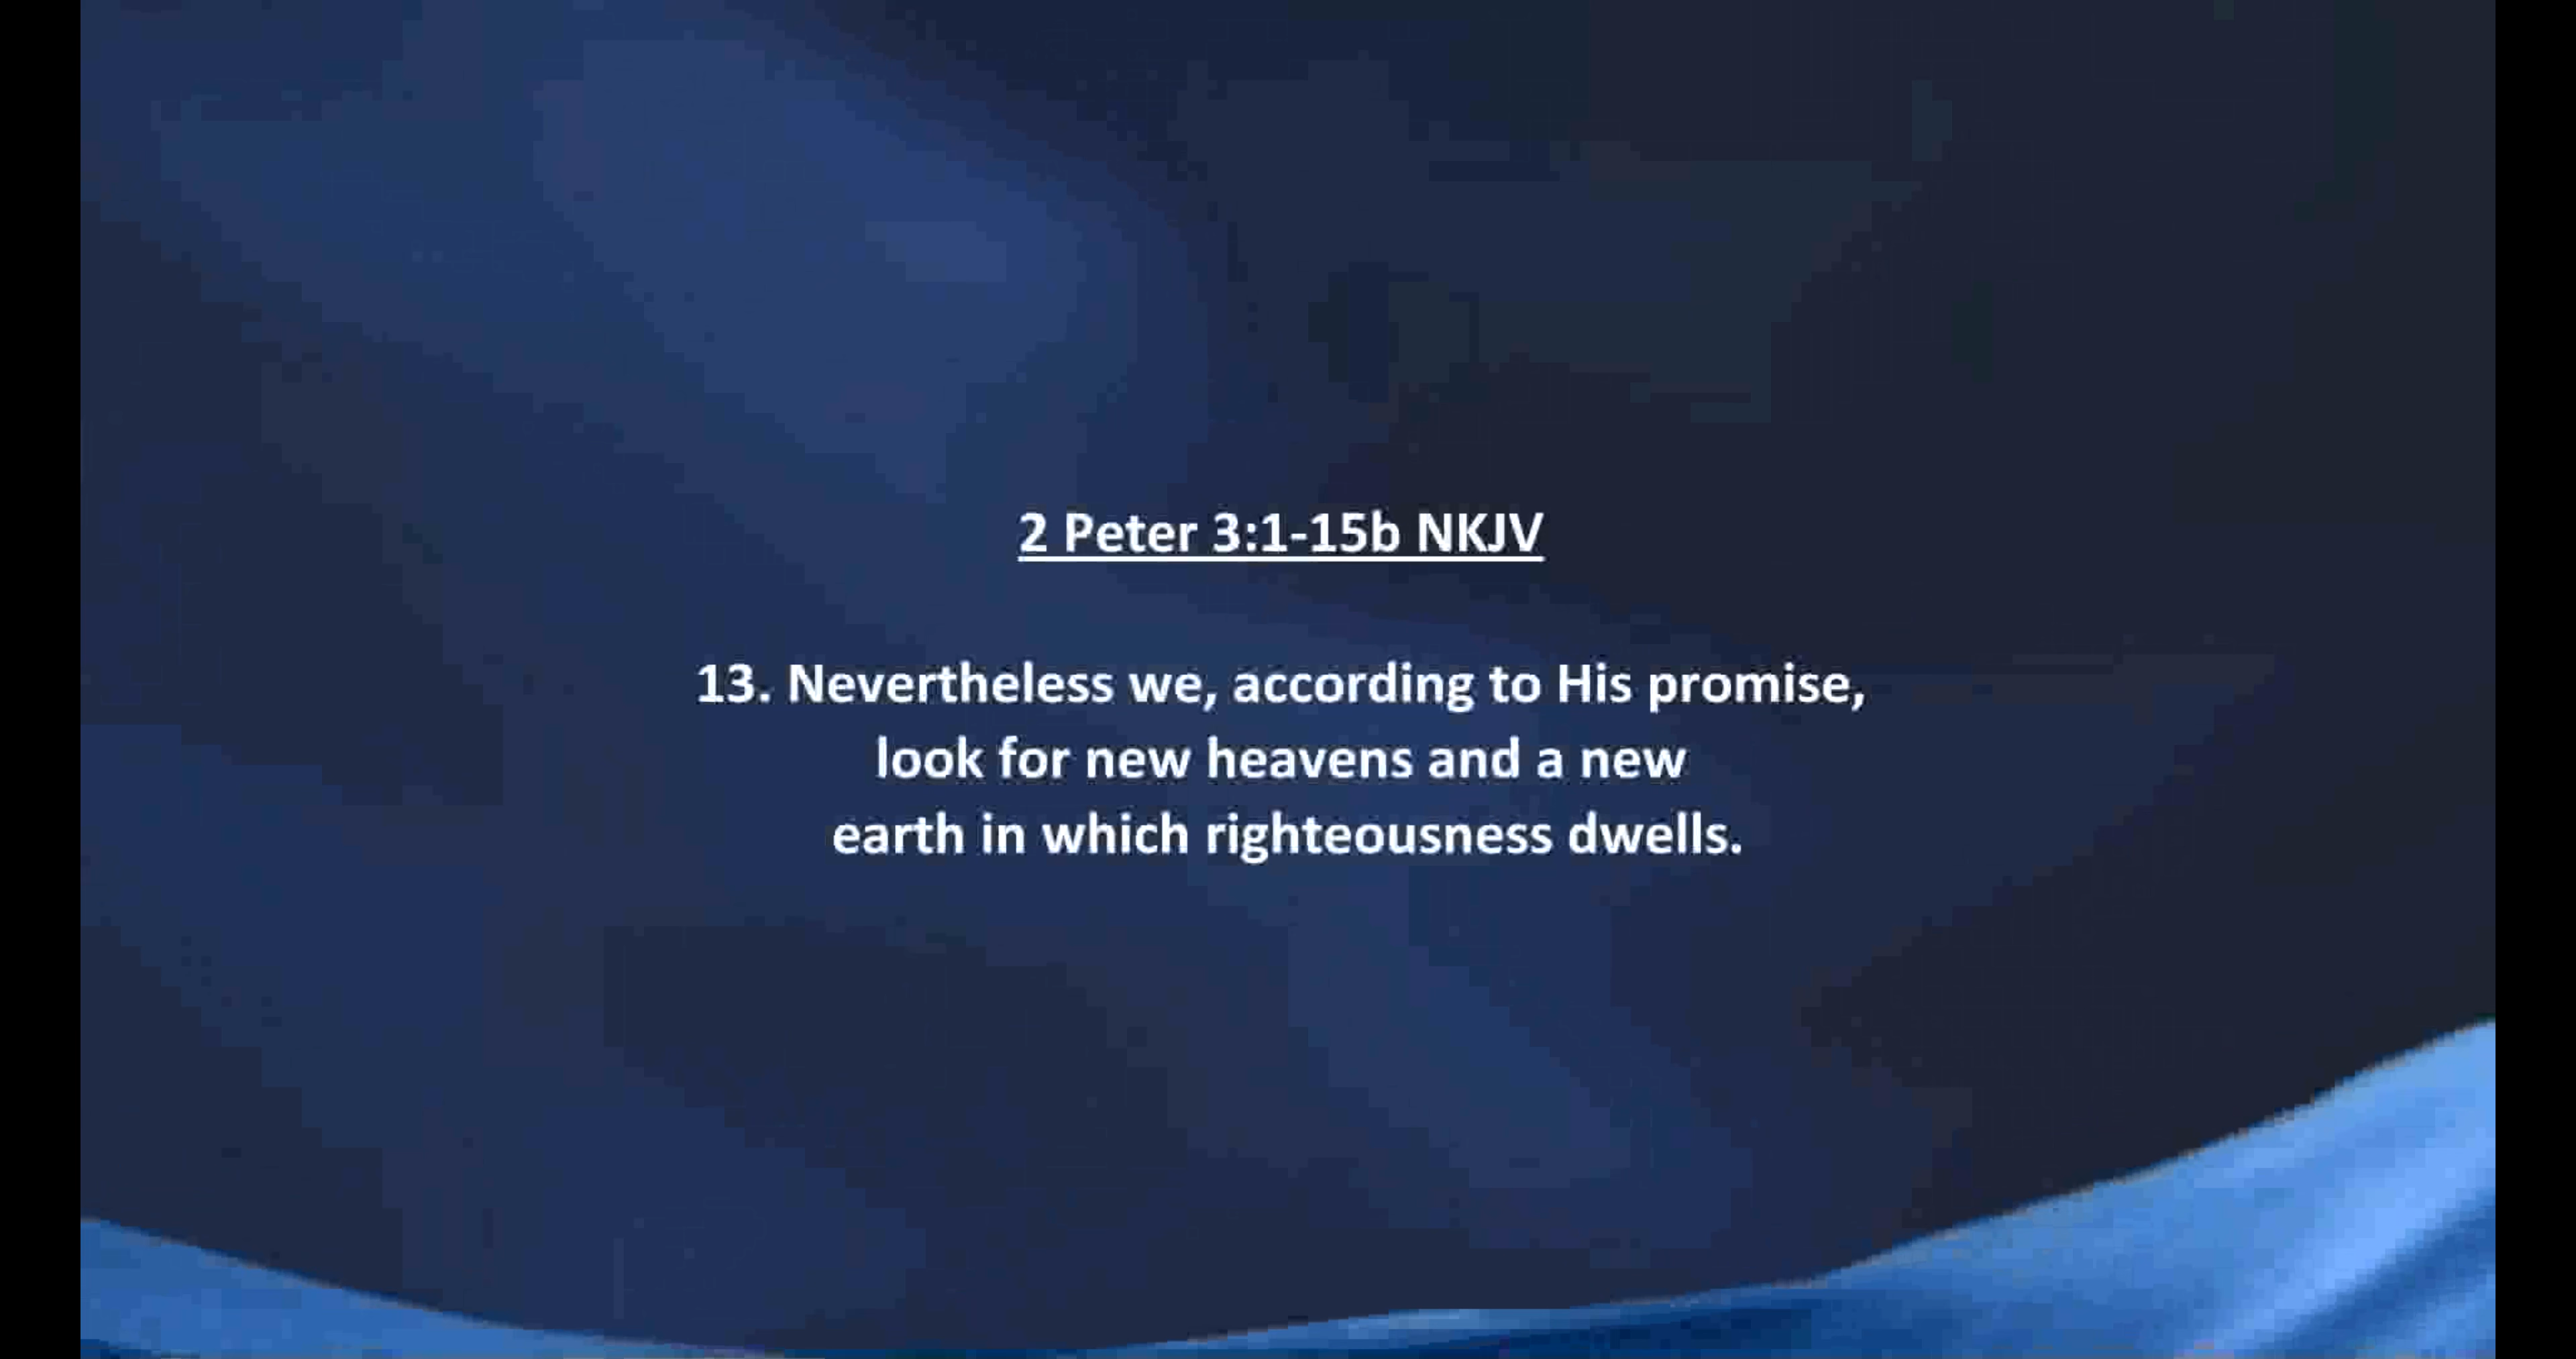 2 Peter 3:1-15b NKJV
13. Nevertheless we, according to His promise,
look for new heavens and a new
earth in which righteousness dwells.